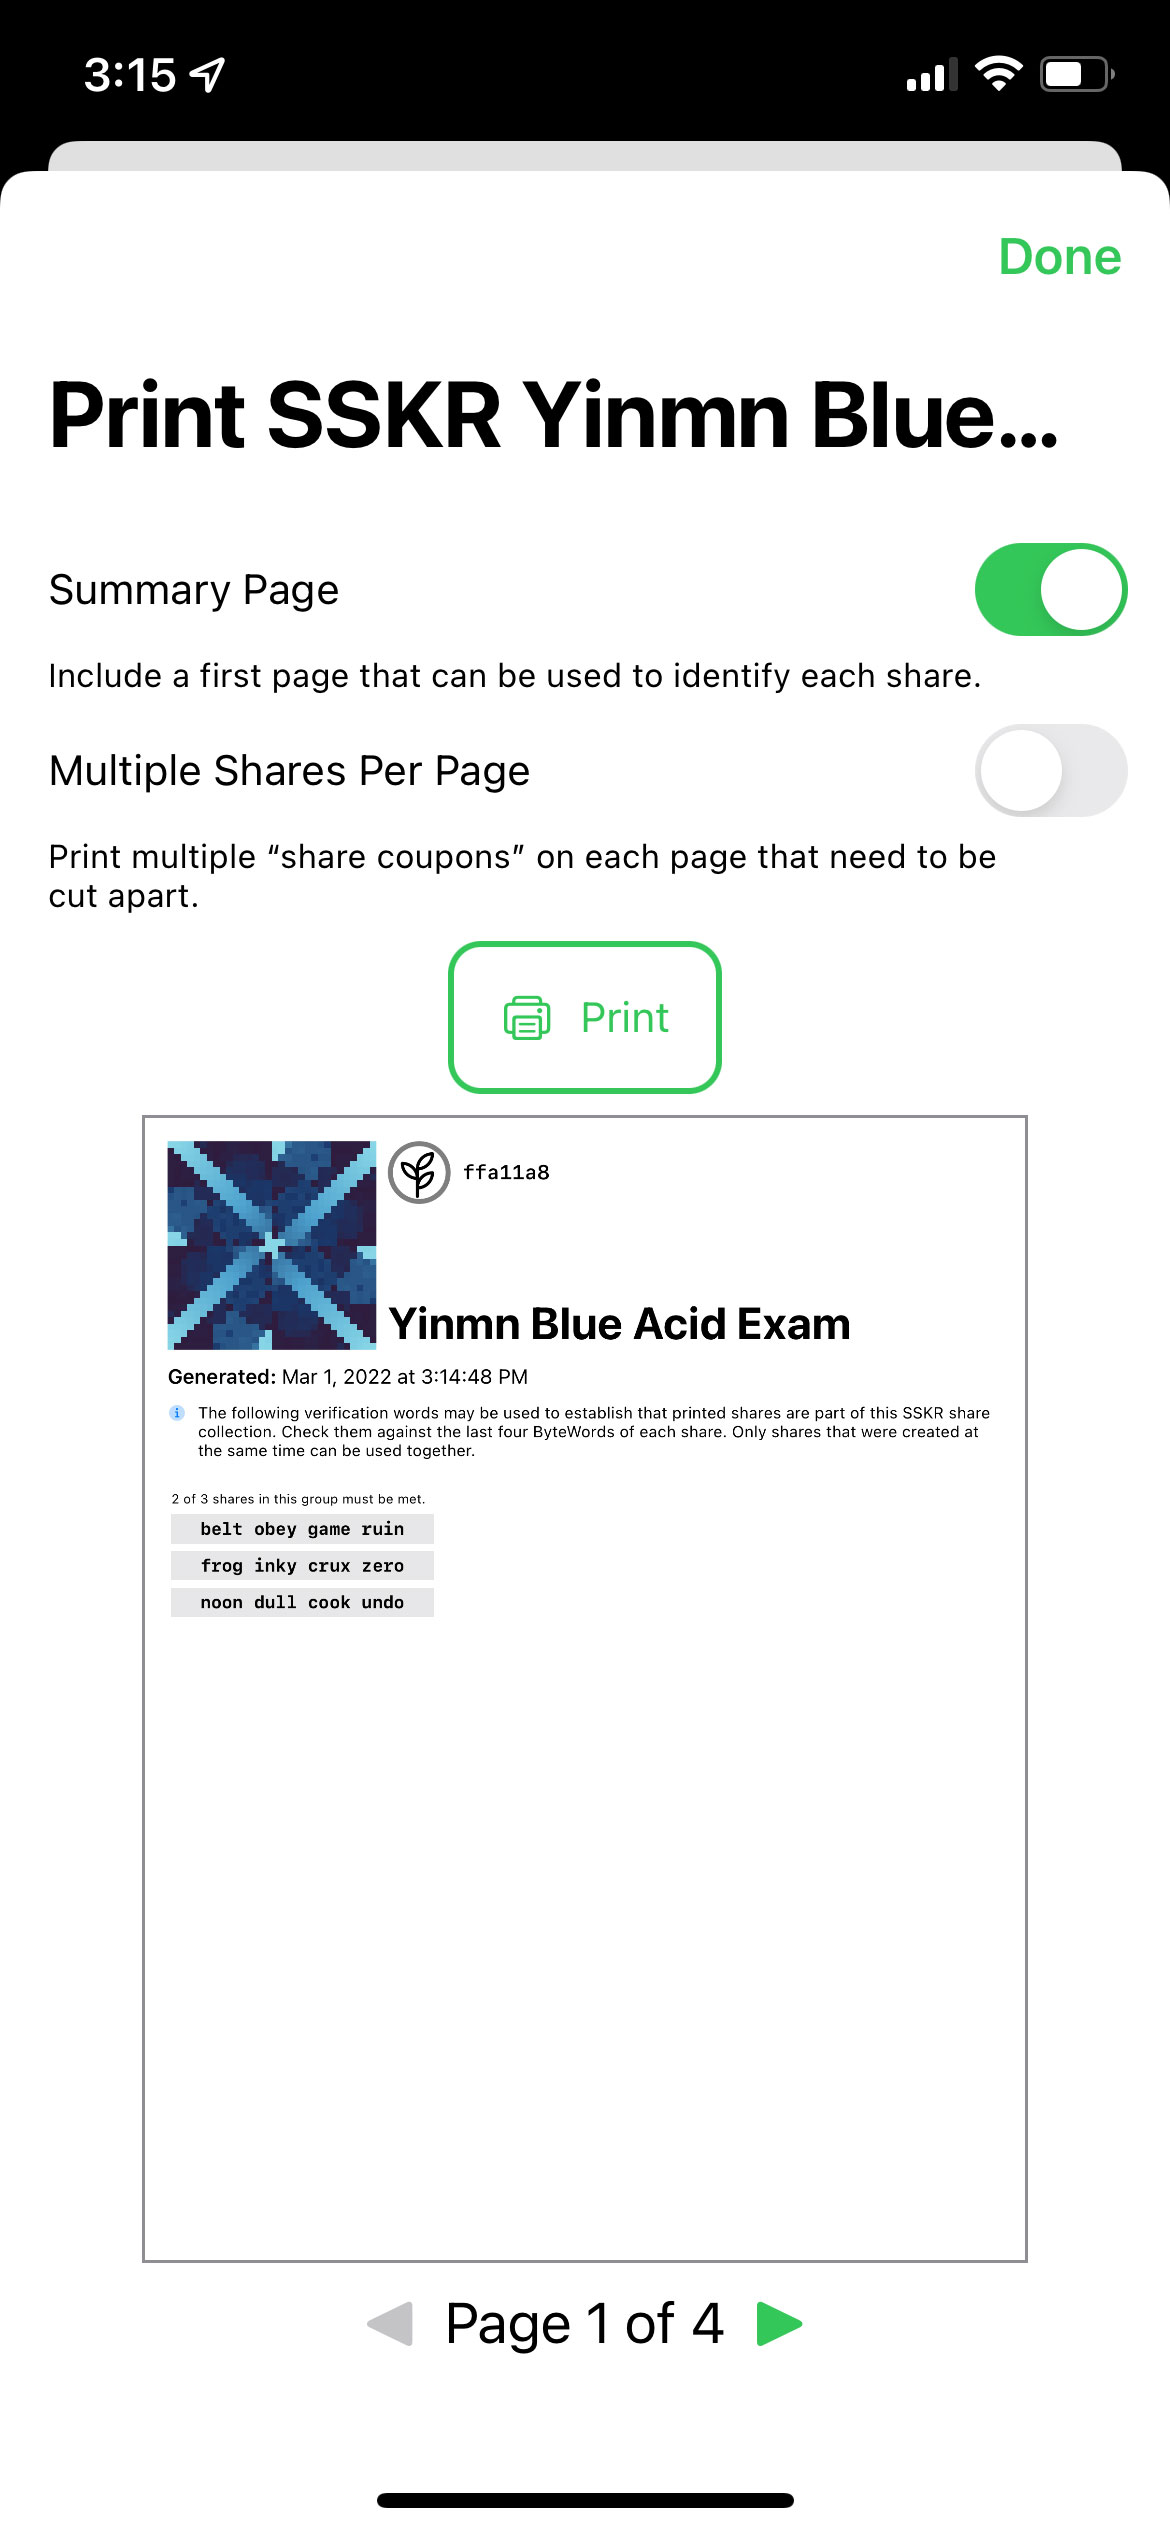 3:15
Done
Print SSKR Yinmn Blue...
Summary Page
Include a first page that can be used to identify each share.
Multiple Shares Per Page
Print multiple “share coupons” on each page that need to be
cut apart.
Print
ffa11a8
Yinmn Blue Acid Exam
Generated: Mar 1, 2022 at 3:14:48 PM
The following verification words may be used to establish that printed shares are part of this SSKR share
collection. Check them against the last four ByteWords of each share. Only shares that were created at
the same time can be used together.
2 of 3 shares in this group must be met.
belt obey game ruin
frog inky crux zero
noon dull cook undo
Page 1 of 4